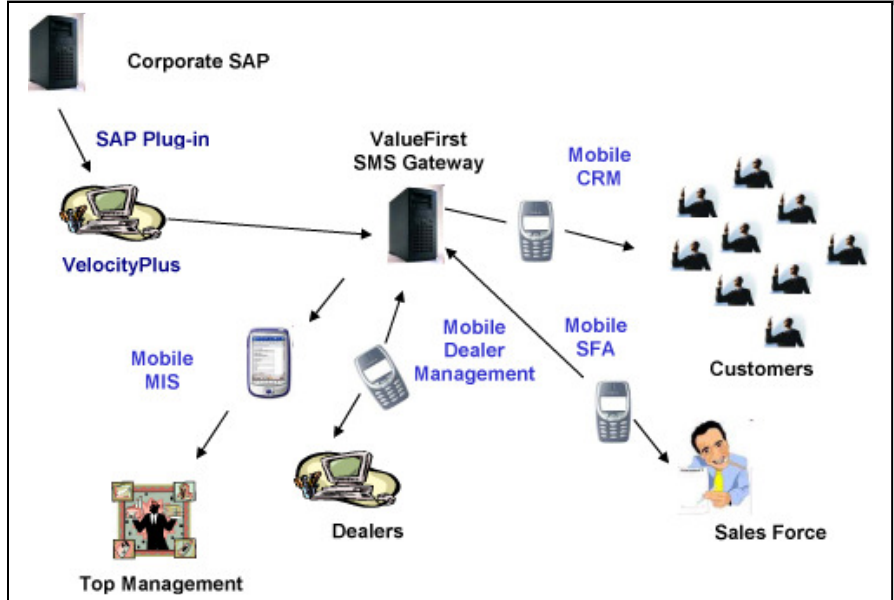 Corporate SAP
SAP Plug-in
ValueFirst
SMS Gateway
Mobile
CRM
VelocityPlus
Mobile
MIS
Mobile
Dealer
Management
Mobile
SFA
Customers
Dealers
Sales Force
Top Management